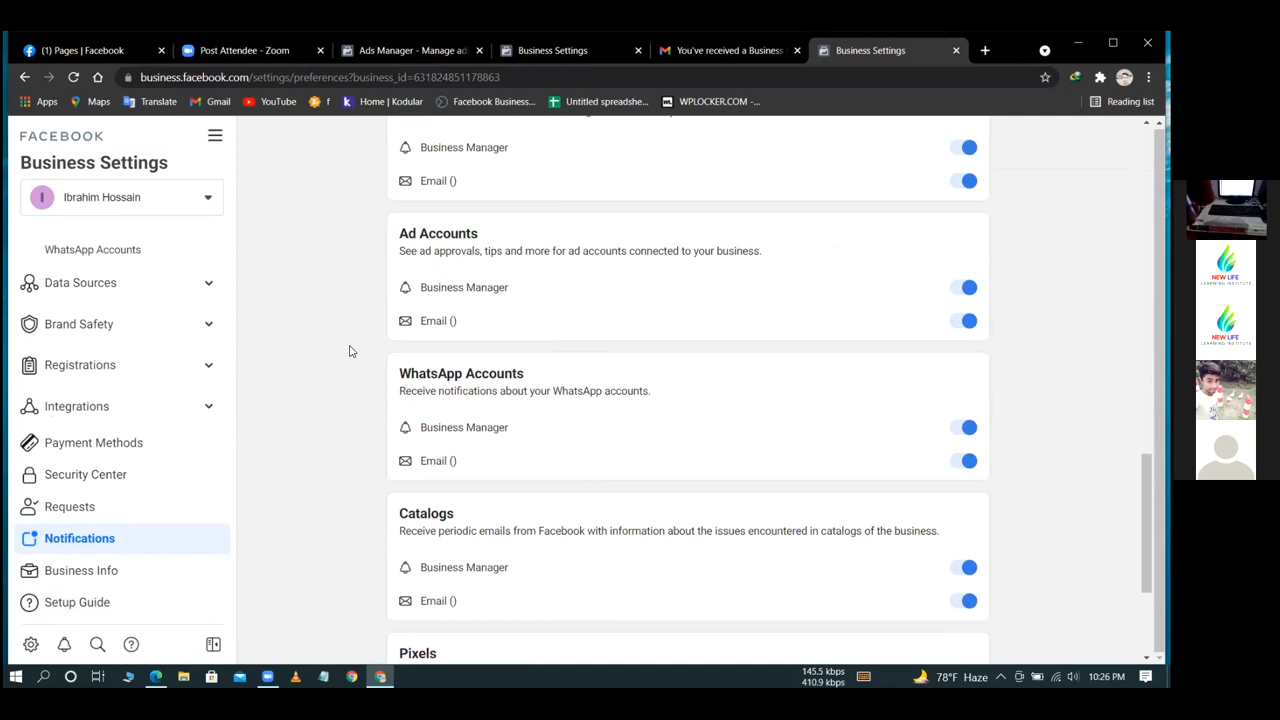 (1) Pages | Facebook
Post Attendee - Zoom
Ads Manager - Manage ad
Business Settings
You've received a Business
Business Settings
business.facebook.com/settings/preferences?business_id=631824851178863
Apps
Maps
Translate
Gmail
YouTube
f
Home | Kodular
Facebook Business...
Untitled spreadshe...
WPLOCKER.COM -...
Reading list
FACEBOOK
Business Settings
I Ibrahim Hossain
WhatsApp Accounts
Data Sources
Brand Safety
Registrations
Integrations
Payment Methods
Security Center
Requests
Notifications
Business Info
Setup Guide
Business Manager
Email ()
Ad Accounts
See ad approvals, tips and more for ad accounts connected to your business.
Business Manager
Email ()
WhatsApp Accounts
Receive notifications about your WhatsApp accounts.
Business Manager
Email ()
Catalogs
Receive periodic emails from Facebook with information about the issues encountered in catalogs of the business.
Business Manager
Email ()
Pixels
NEW LIFE
LEARNING INSTITUTE
NEW LIFE
LEARNING INSTITUTE
145.5 kbps
410.9 kbps
78°F Haze
10:26 PM